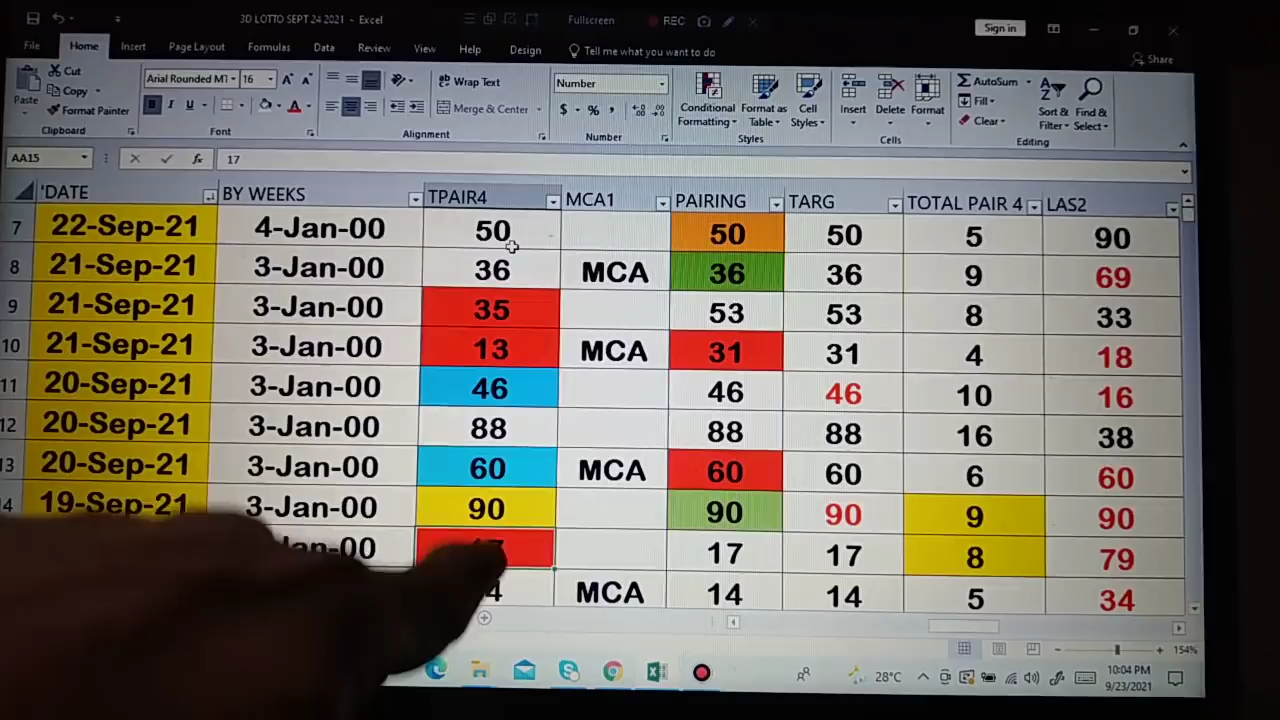 3D LOTTO SEPT 24 2021 - Excel
Fullscreen
REC
Sign in
File Home Insert Page Layout Formulas Data Review View Help Design Tell me what you want to do
Share
Paste
Cut
Copy
Format Painter
Clipboard
Arial Rounded MT 16
Font
Wrap Text
Merge & Center
Alignment
Number
Number
Conditional Formatting
Format as Table
Cell Styles
Styles
Insert Delete Format
Cells
AutoSum
Fill
Clear
Sort & Filter
Find & Select
Editing
AA15 fx 17
'DATE BY WEEKS TPAIR4 MCA1 PAIRING TARG TOTAL PAIR 4 LAS2
7 22-Sep-21 4-Jan-00 50 50 50 5 90
8 21-Sep-21 3-Jan-00 36 MCA 36 36 9 69
9 21-Sep-21 3-Jan-00 35 53 53 8 33
10 21-Sep-21 3-Jan-00 13 MCA 31 31 4 18
11 20-Sep-21 3-Jan-00 46 46 46 10 16
12 20-Sep-21 3-Jan-00 88 88 88 16 38
13 20-Sep-21 3-Jan-00 60 MCA 60 60 6 60
14 19-Sep-21 3-Jan-00 90 90 90 9 90
Jan-00 17 17 8 79
4 MCA 14 14 5 34
154%
28°C
10:04 PM
9/23/2021